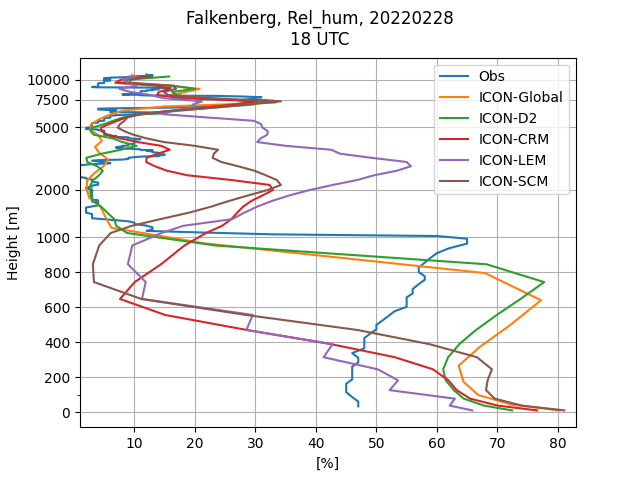 Falkenberg, Rel_hum, 20220228
18 UTC
Obs
ICON-Global
ICON-D2
ICON-CRM
ICON-LEM
ICON-SCM
Height [m]
10000
7500
5000
2000
1000
800
600
400
200
0
10 20 30 40 50 60 70 80
[%]